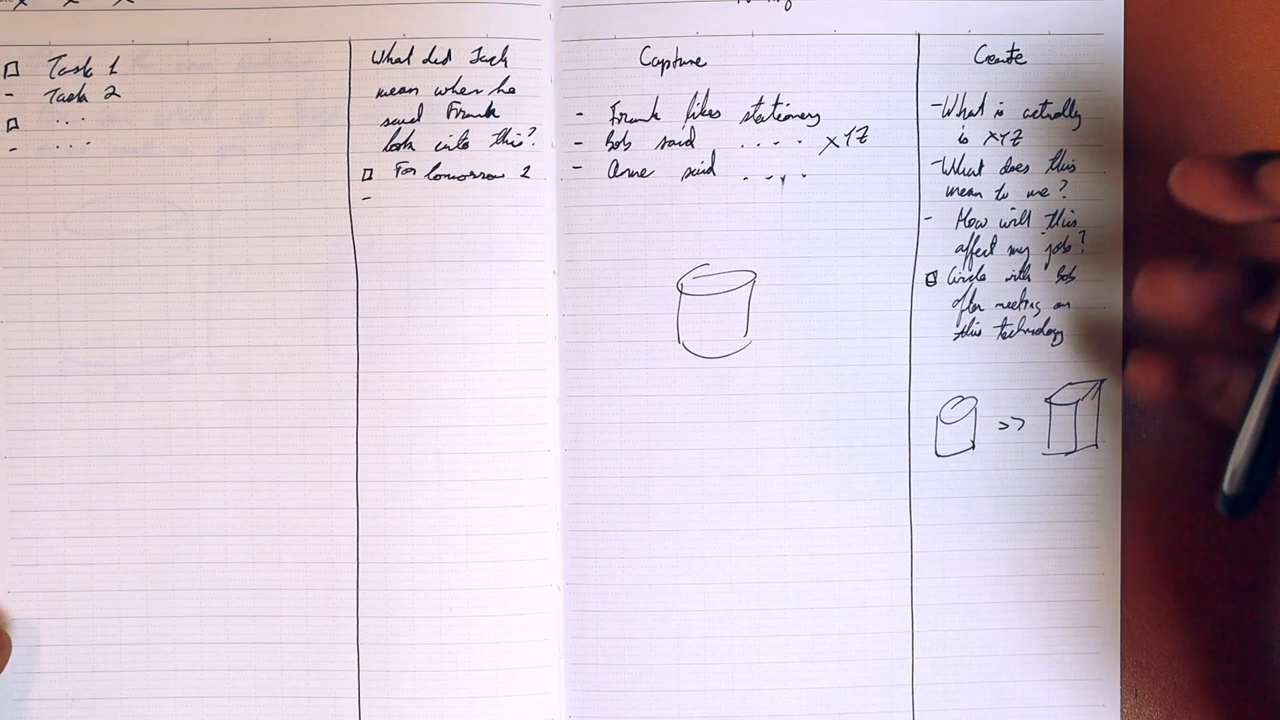 Task 1
- Task 2
....
- ...
What did Jack
mean when he
said Frank
look into this?
For tomorrow 2
-
Capture
- Frank likes stationery
- Bob said .... XYZ
- Anne said ....
Create
- What is actually
is XYZ
- What does this
mean to me?
- How will this
affect my job?
Circle with Bob
after meeting on
this technology
>>